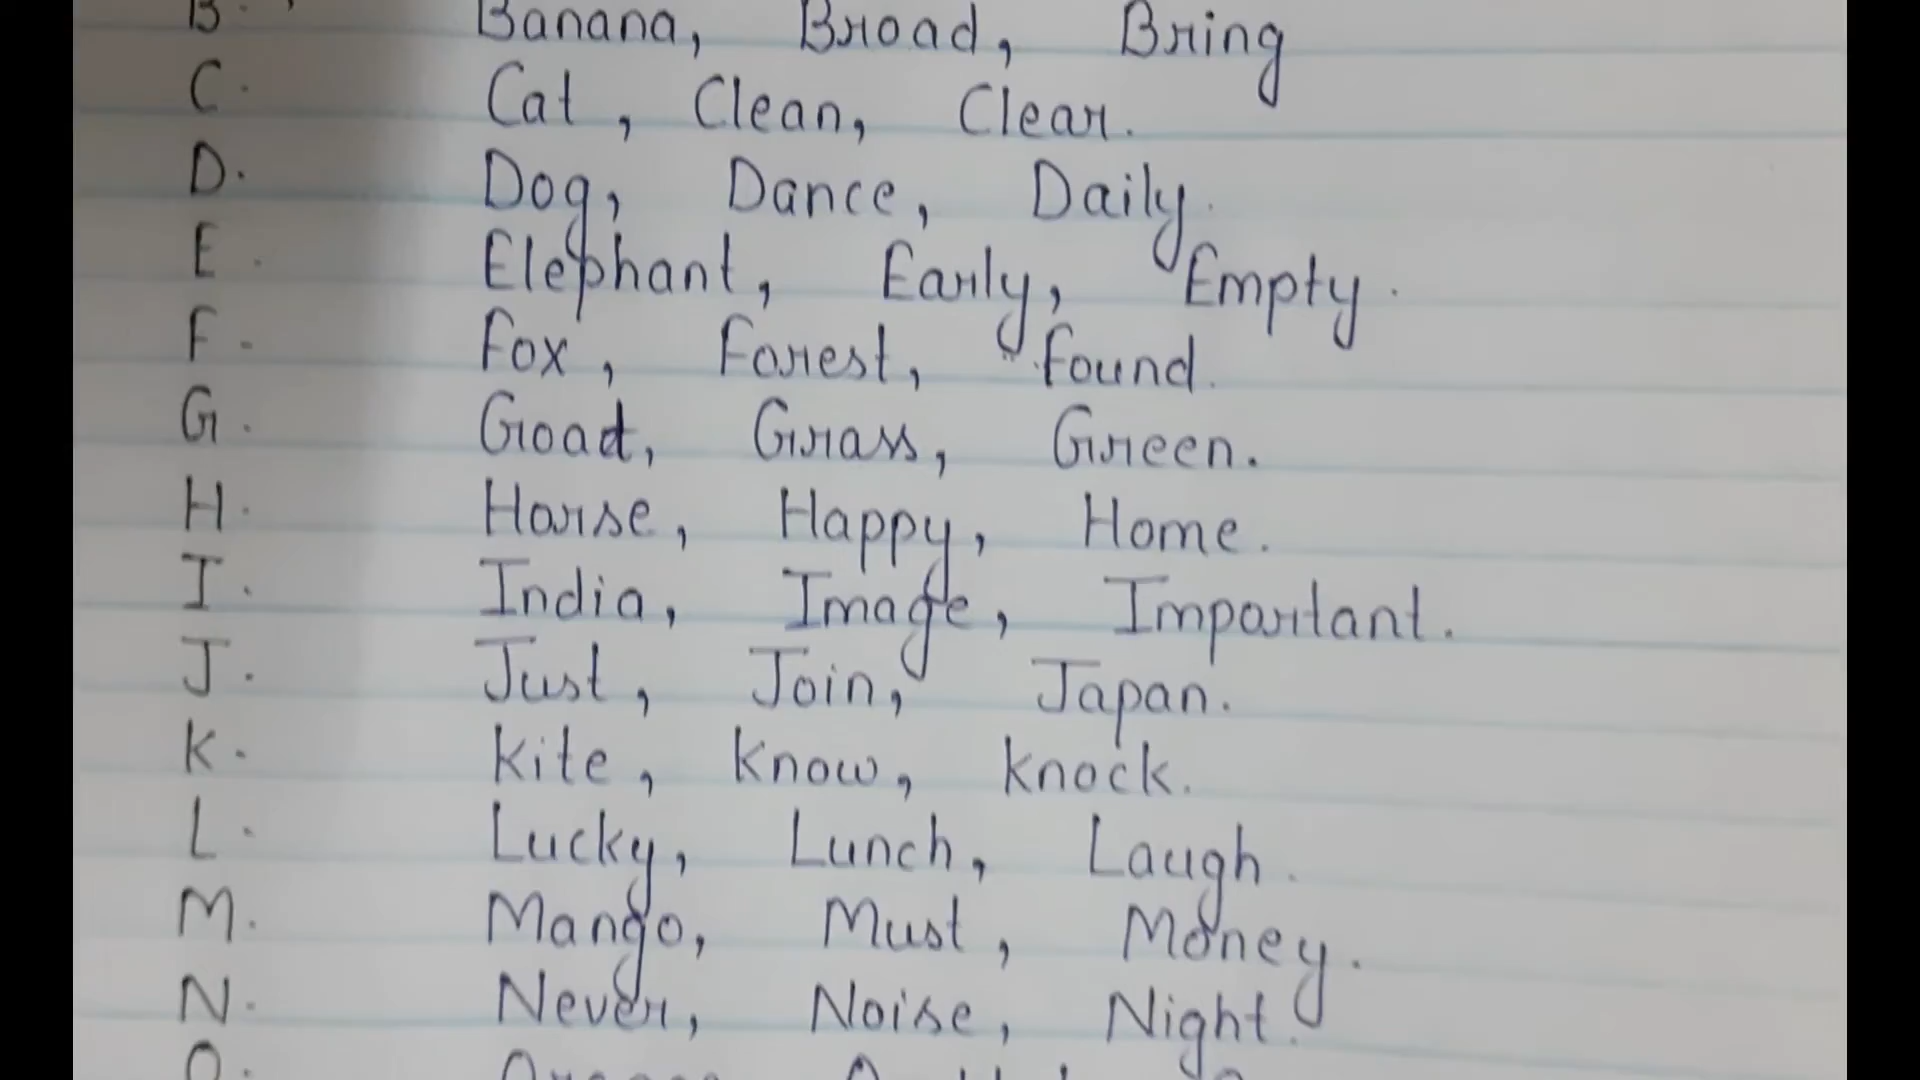 B. Banana, Broad, Bring
C. Cat, Clean, Clear.
D. Dog, Dance, Daily.
E. Elephant, Early, Empty.
F. Fox, Forest, found.
G. Goat, Grass, Green.
H. Horse, Happy, Home.
I. India, Image, Important.
J. Just, Join, Japan.
K. Kite, know, knock.
L. Lucky, Lunch, Laugh.
M. Mango, Must, Money.
N. Never, Noise, Night.
O.